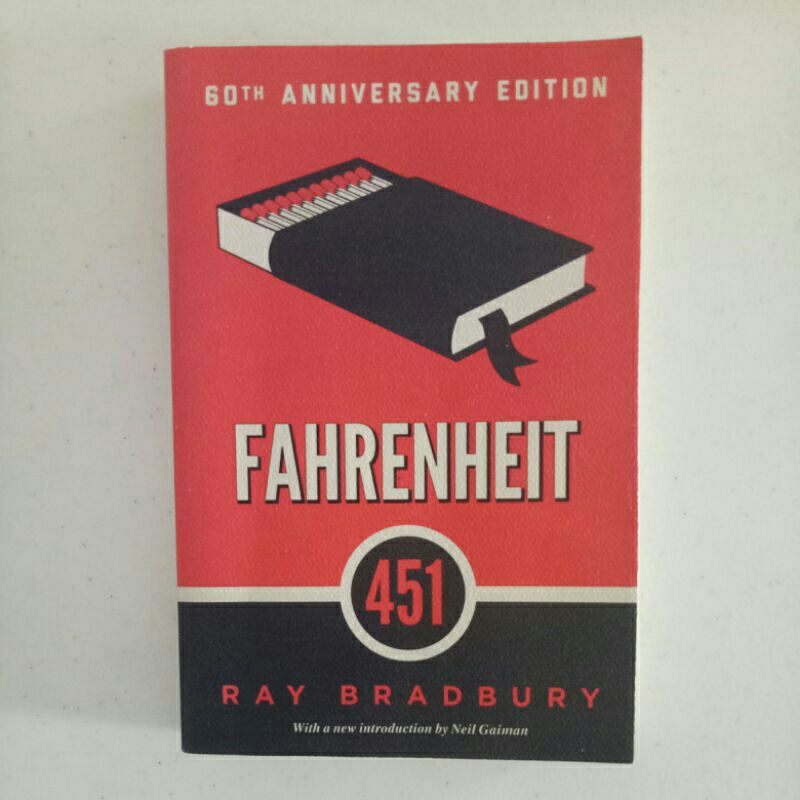 60TH ANNIVERSARY EDITION
FAHRENHEIT
451
RAY BRADBURY
With a new introduction by Neil Gaiman